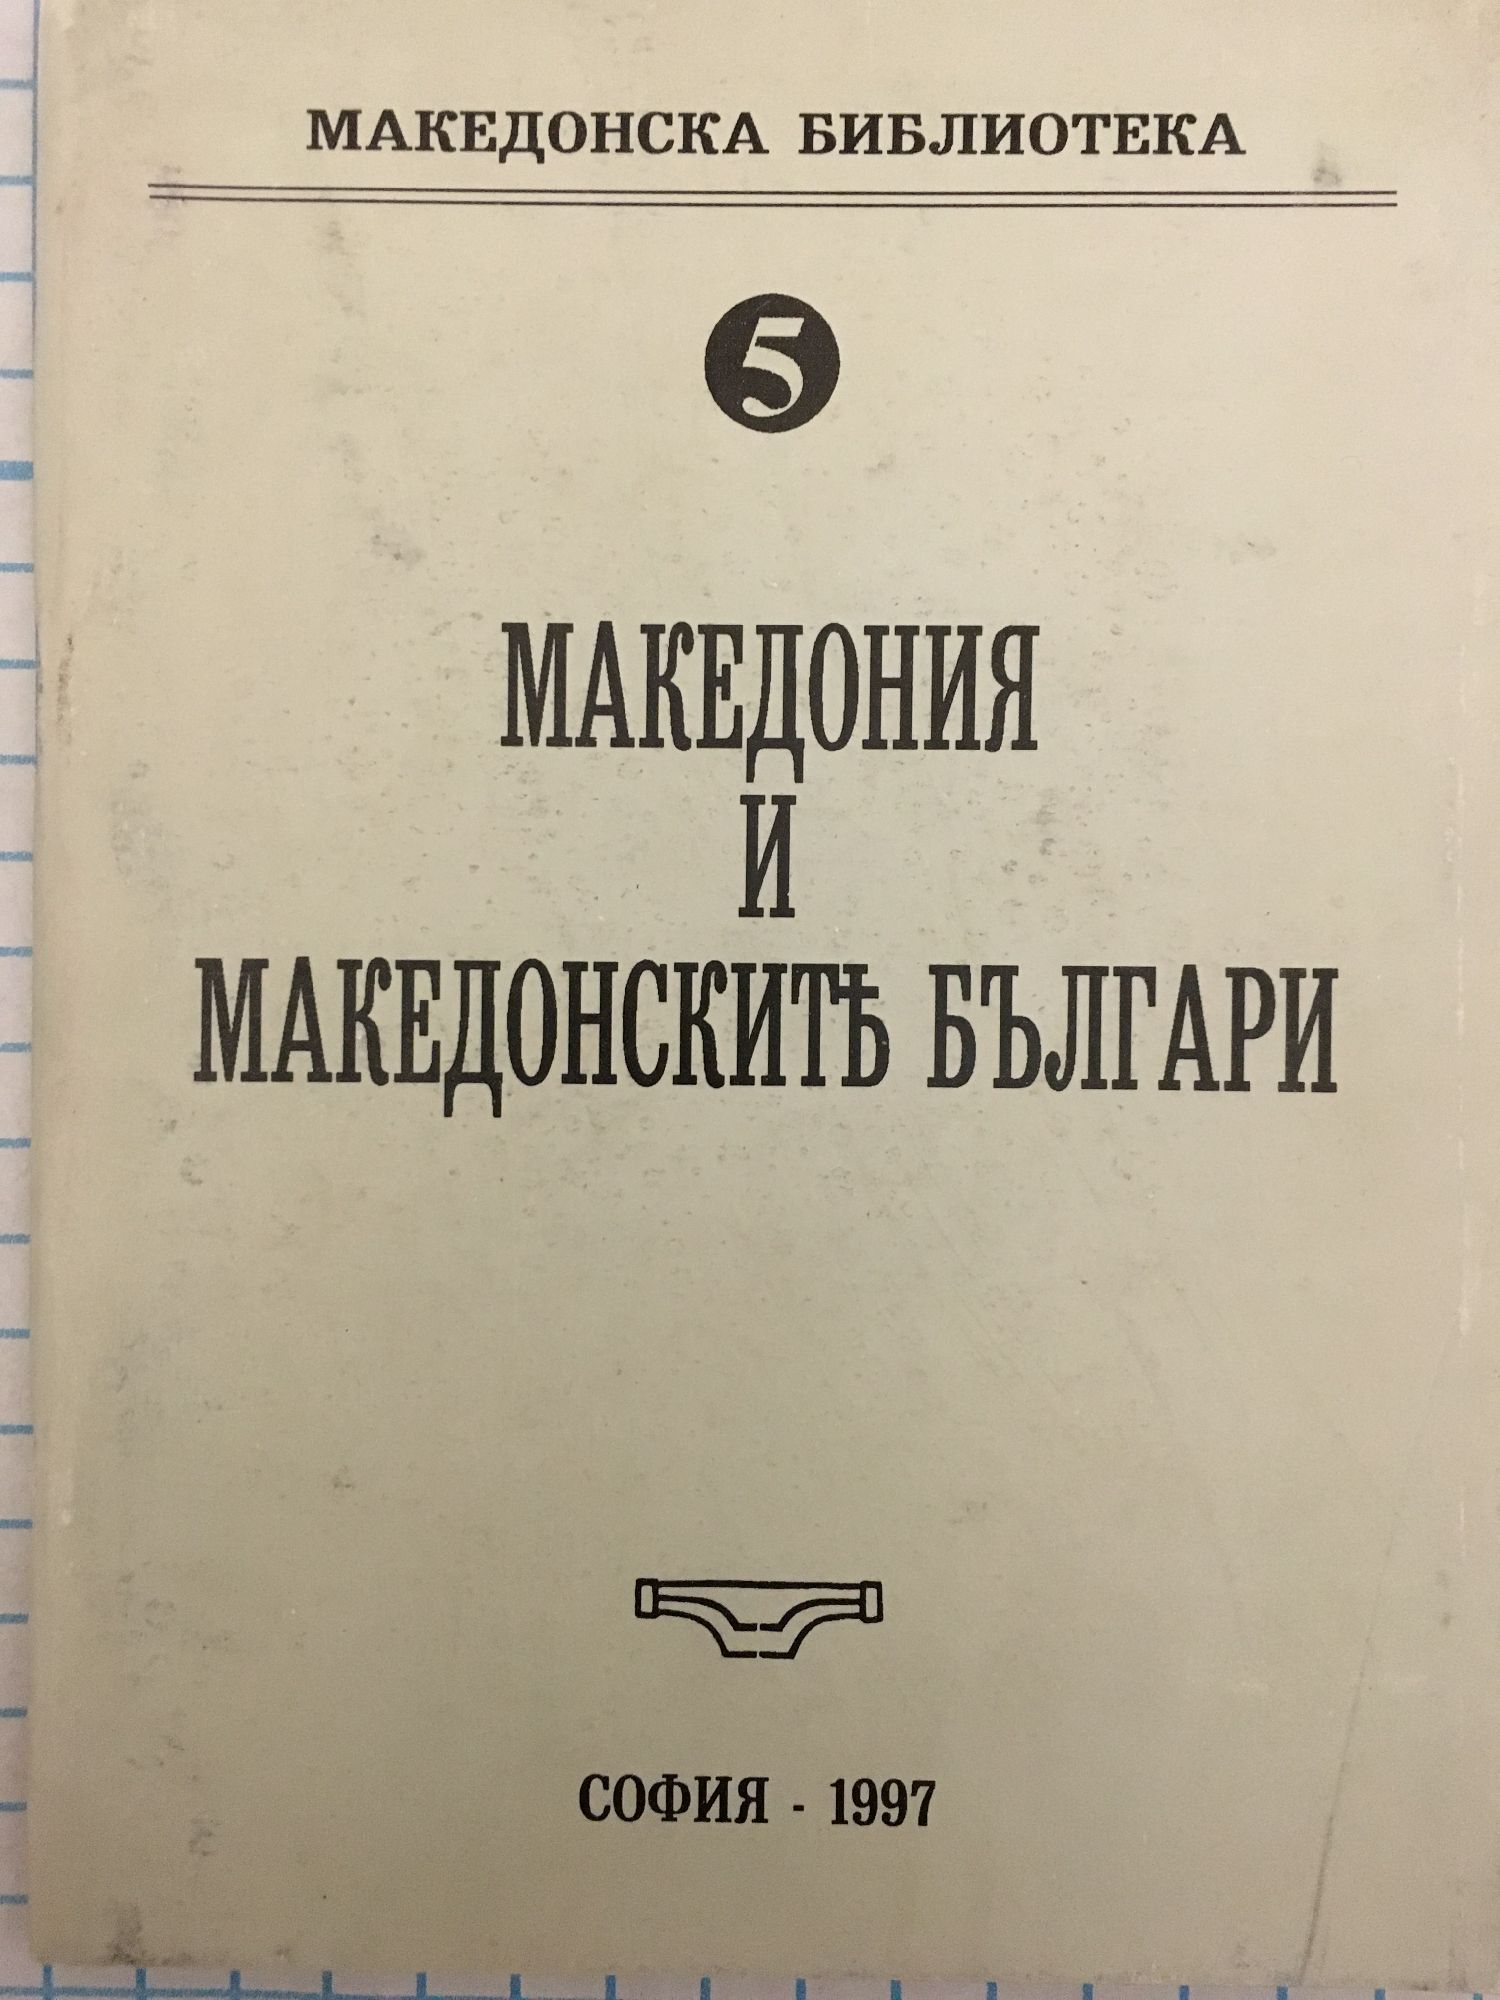 МАКЕДОНСКА БИБЛИОТЕКА
5
МАКЕДОНИЯ
И
МАКЕДОНСКИТѢ БЪЛГАРИ
СОФИЯ - 1997